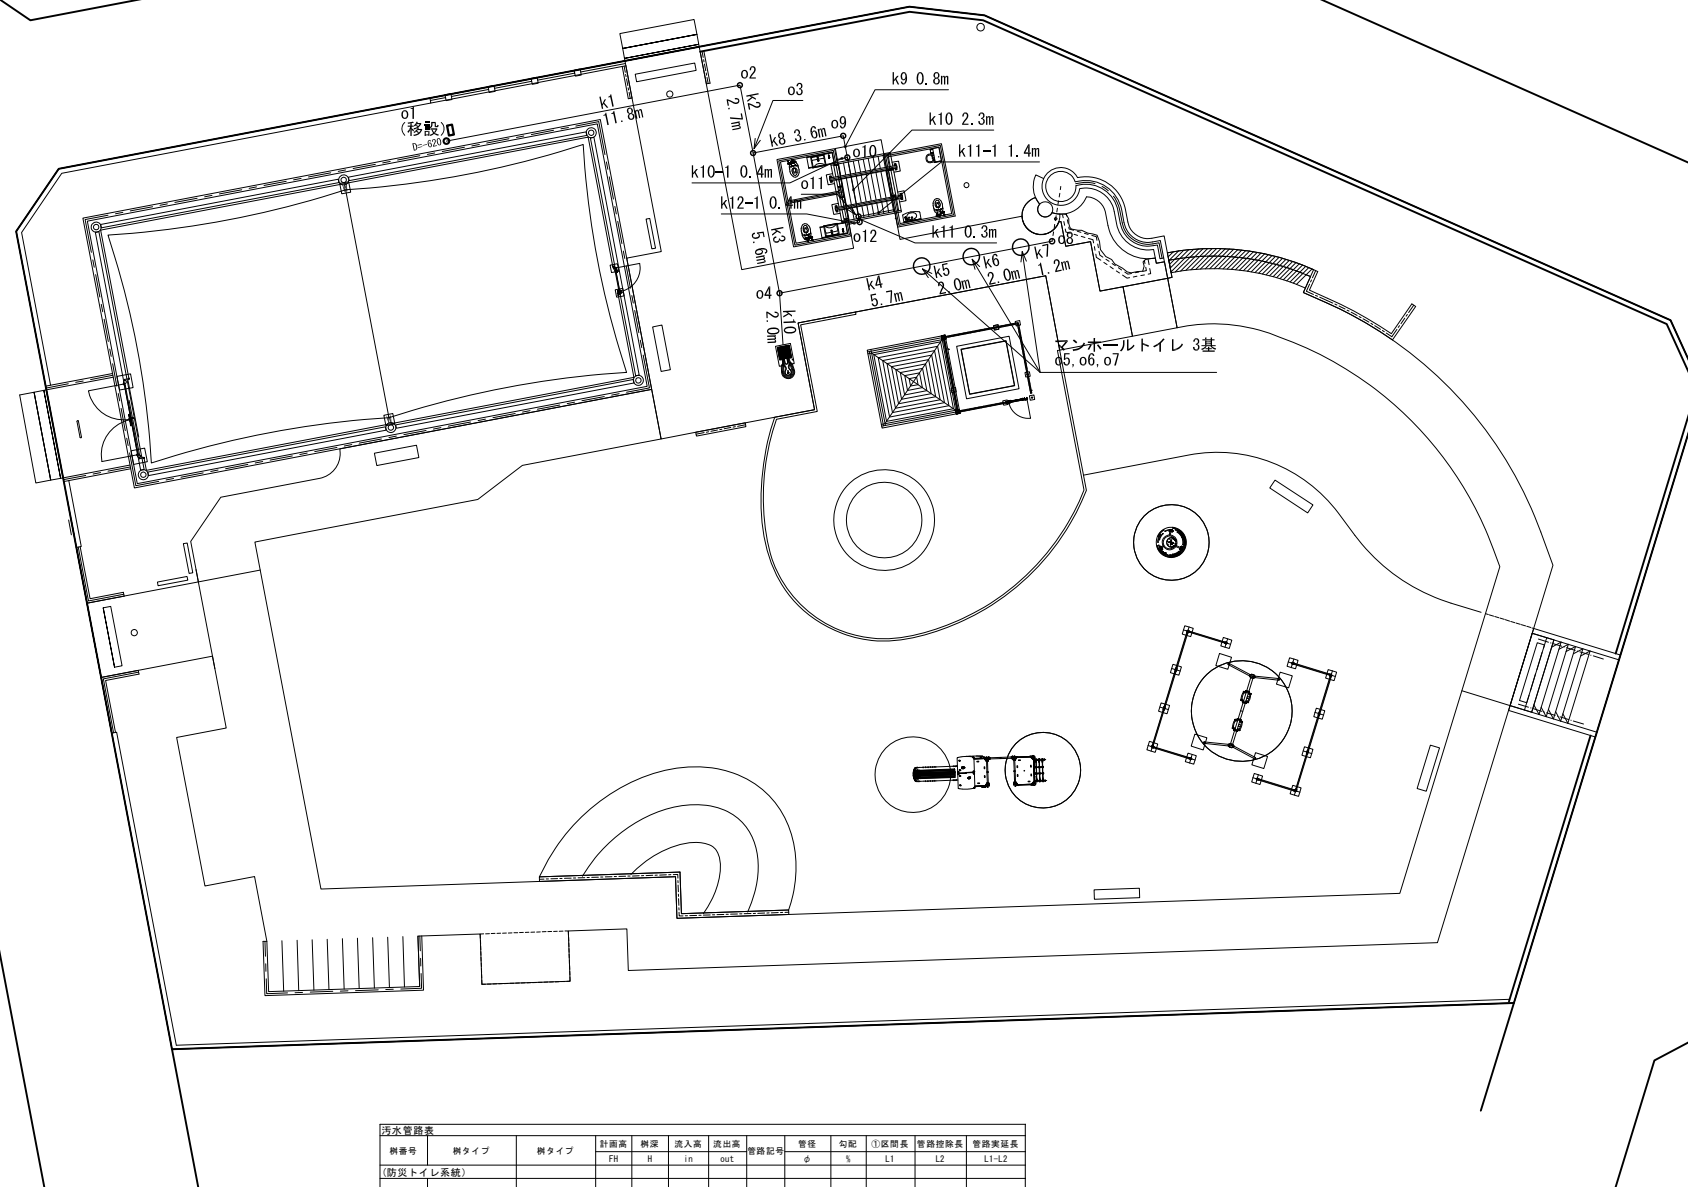 o2
k9 0.8m
o3
k1
11.8m
k2
2.7m
o1
(移設)
D=-620
k8 3.6m
o9
k10 2.3m
o10
k11-1 1.4m
k10-1 0.4m
o11
k12-1 0.4m
k3
5.6m
o12
k11 0.3m
o8
k7
1.2m
k6
2.0m
k5
2.0m
k4
5.7m
o4
k10
2.0m
マンホールトイレ 3基
o5,o6,o7
汚水管路表
桝番号 桝タイプ 桝タイプ 計画高 桝深 流入高 流出高 管路記号 管径 勾配 ①区間長 管路控除長 管路実延長
FH H in out φ % L1 L2 L1-L2
(防災トイレ系統)